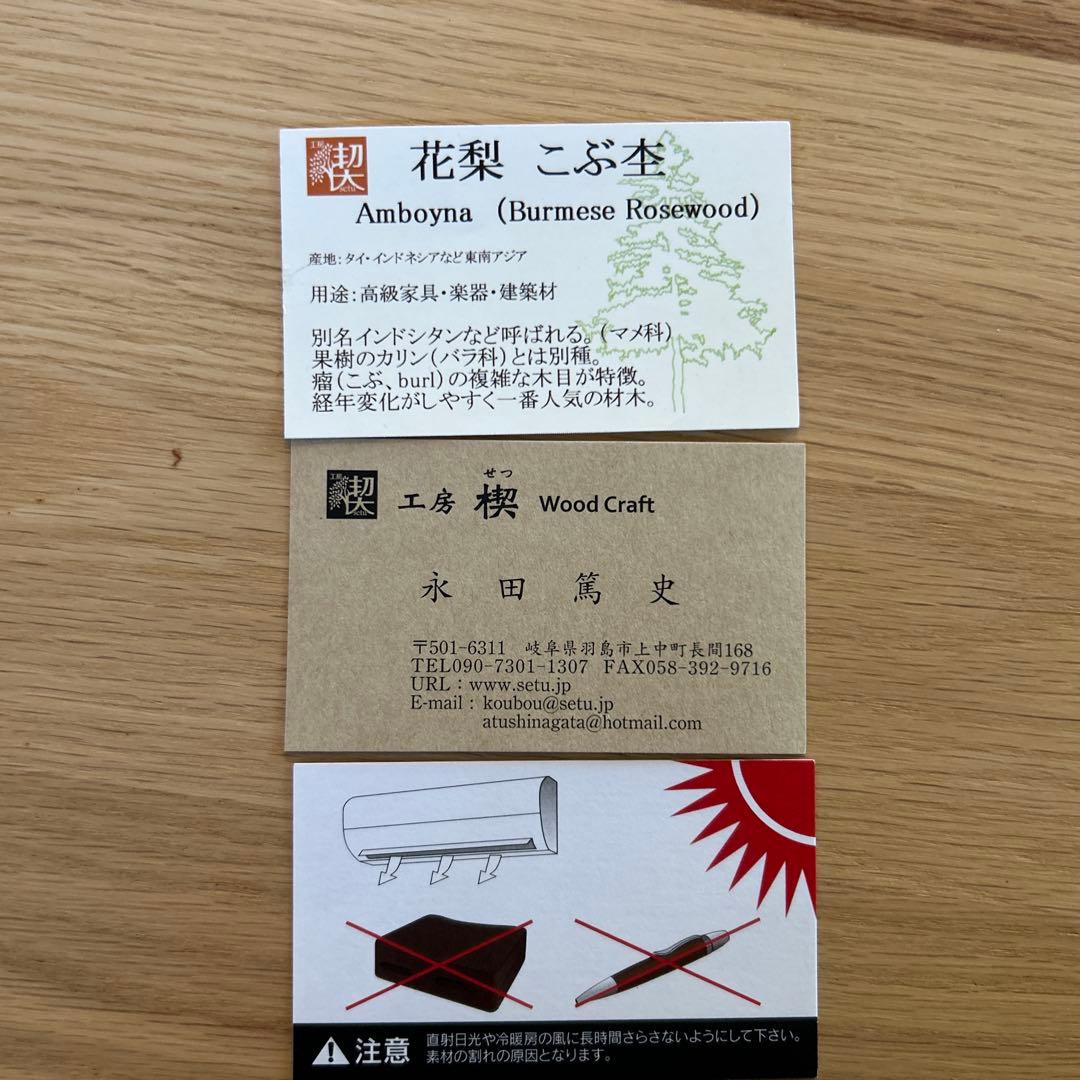 工房
楔
setu
花梨 こぶ杢
Amboyna (Burmese Rosewood)
産地：タイ・インドネシアなど東南アジア
用途：高級家具・楽器・建築材
別名インドシタンなど呼ばれる。（マメ科）
果樹のカリン（バラ科）とは別種。
瘤（こぶ、burl）の複雑な木目が特徴。
経年変化がしやすく一番人気の材木。
工房
楔
setu
せつ
工房 楔 Wood Craft
永田篤史
〒501-6311 岐阜県羽島市上中町長間168
TEL090-7301-1307 FAX058-392-9716
URL：www.setu.jp
E-mail：koubou@setu.jp
atushinagata@hotmail.com
注意
直射日光や冷暖房の風に長時間さらさないようにして下さい。
素材の割れの原因となります。